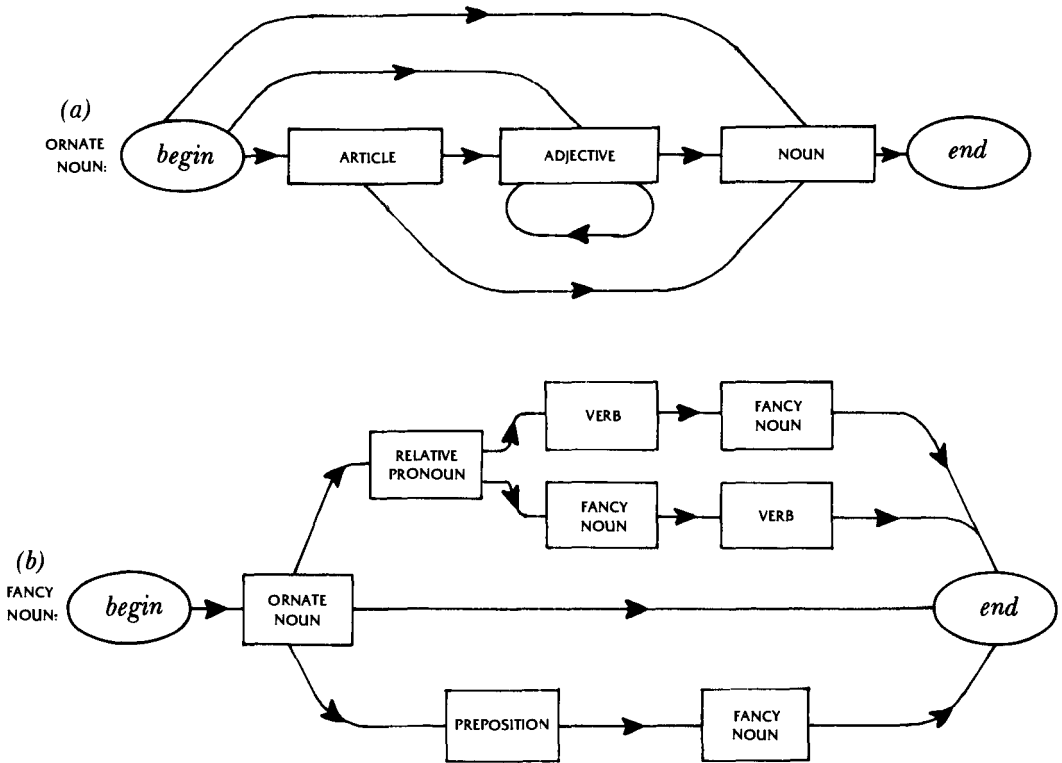 (a)
ORNATE
NOUN:
begin
ARTICLE
ADJECTIVE
NOUN
end
(b)
FANCY
NOUN:
begin
ORNATE
NOUN
RELATIVE
PRONOUN
VERB
FANCY
NOUN
FANCY
NOUN
VERB
PREPOSITION
FANCY
NOUN
end